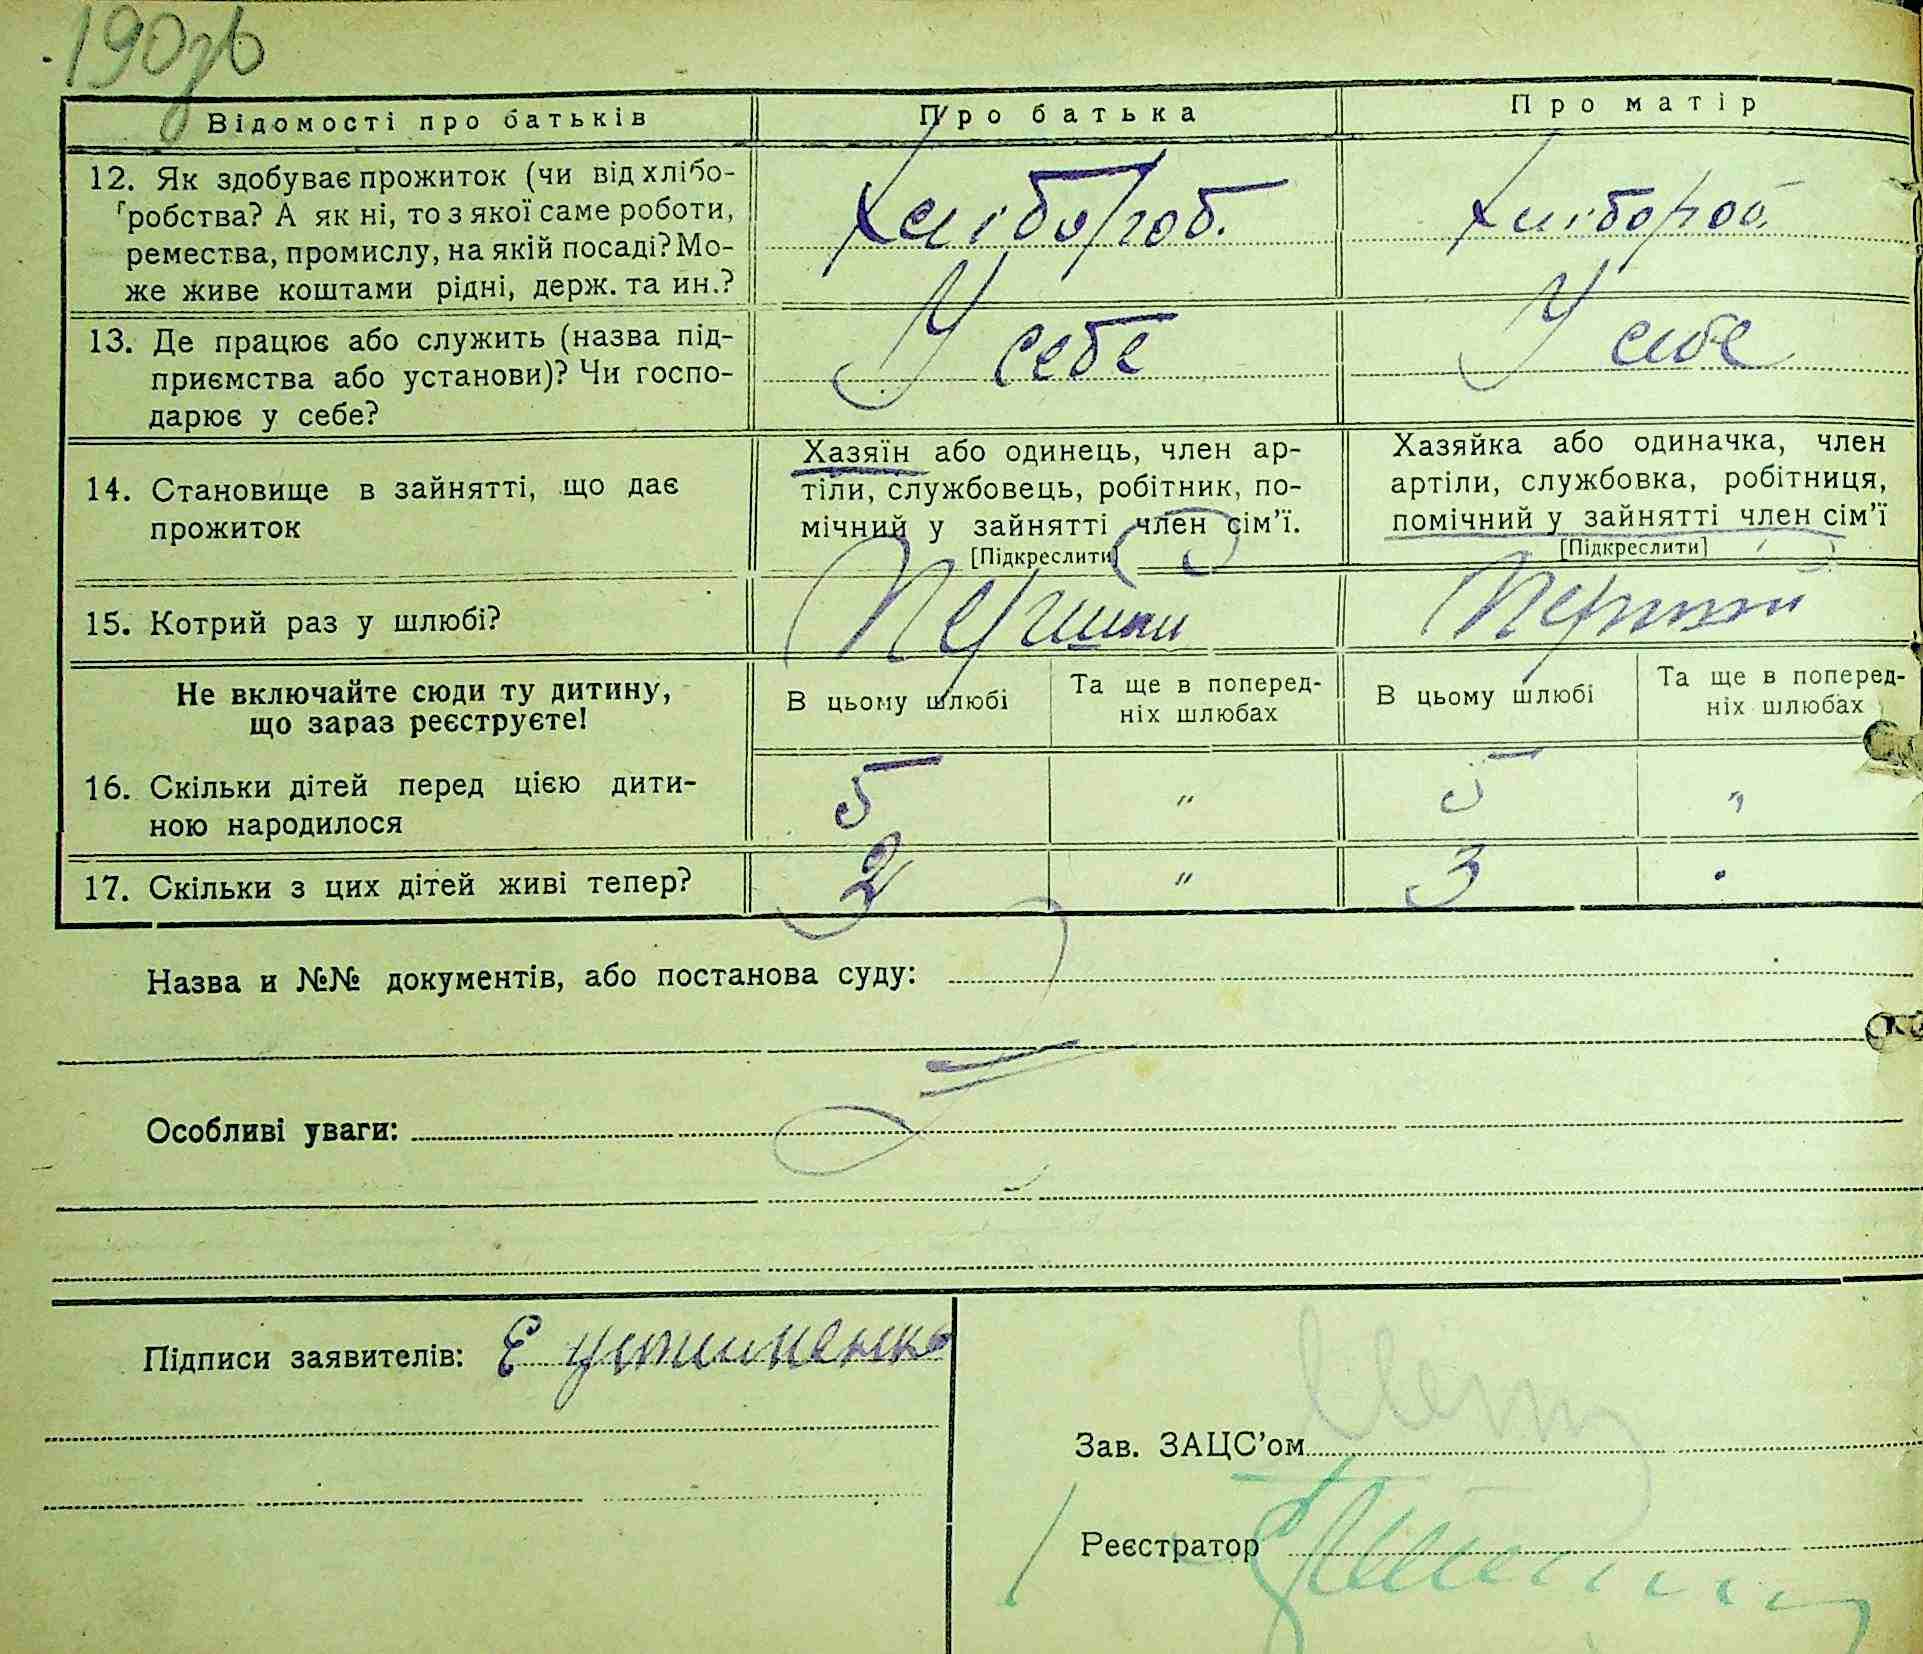 190зв
Відомості про батьків
Про батька
Про матір
12. Як здобуває прожиток (чи від хлібо-
робства? А як ні, то з якої саме роботи,
ремества, промислу, на якій посаді? Мо-
же живе коштами рідні, держ. та ин.?
Хлібороб.
Хлібороб
13. Де працює або служить (назва під-
приємства або установи)? Чи госпо-
дарює у себе?
У себе
У себе
14. Становище в зайнятті, що дає
прожиток
Хазяїн або одинець, член ар-
тіли, службовець, робітник, по-
мічний у зайнятті член сім'ї.
[Підкреслити]
Хазяйка або одиначка, член
артіли, службовка, робітниця,
помічний у зайнятті член сім'ї
[Підкреслити]
15. Котрий раз у шлюбі?
Перший
Перший
Не включайте сюди ту дитину,
що зараз реєструєте!
В цьому шлюбі
Та ще в поперед-
ніх шлюбах
В цьому шлюбі
Та ще в поперед-
ніх шлюбах
16. Скільки дітей перед цією дити-
ною народилося
5 " 5 "
17. Скільки з цих дітей живі тепер?
" 3
Назва и №№ документів, або постанова суду:
Особливі уваги:
Підписи заявителів: Е Устименко
Зав. ЗАЦС'ом
Реєстратор